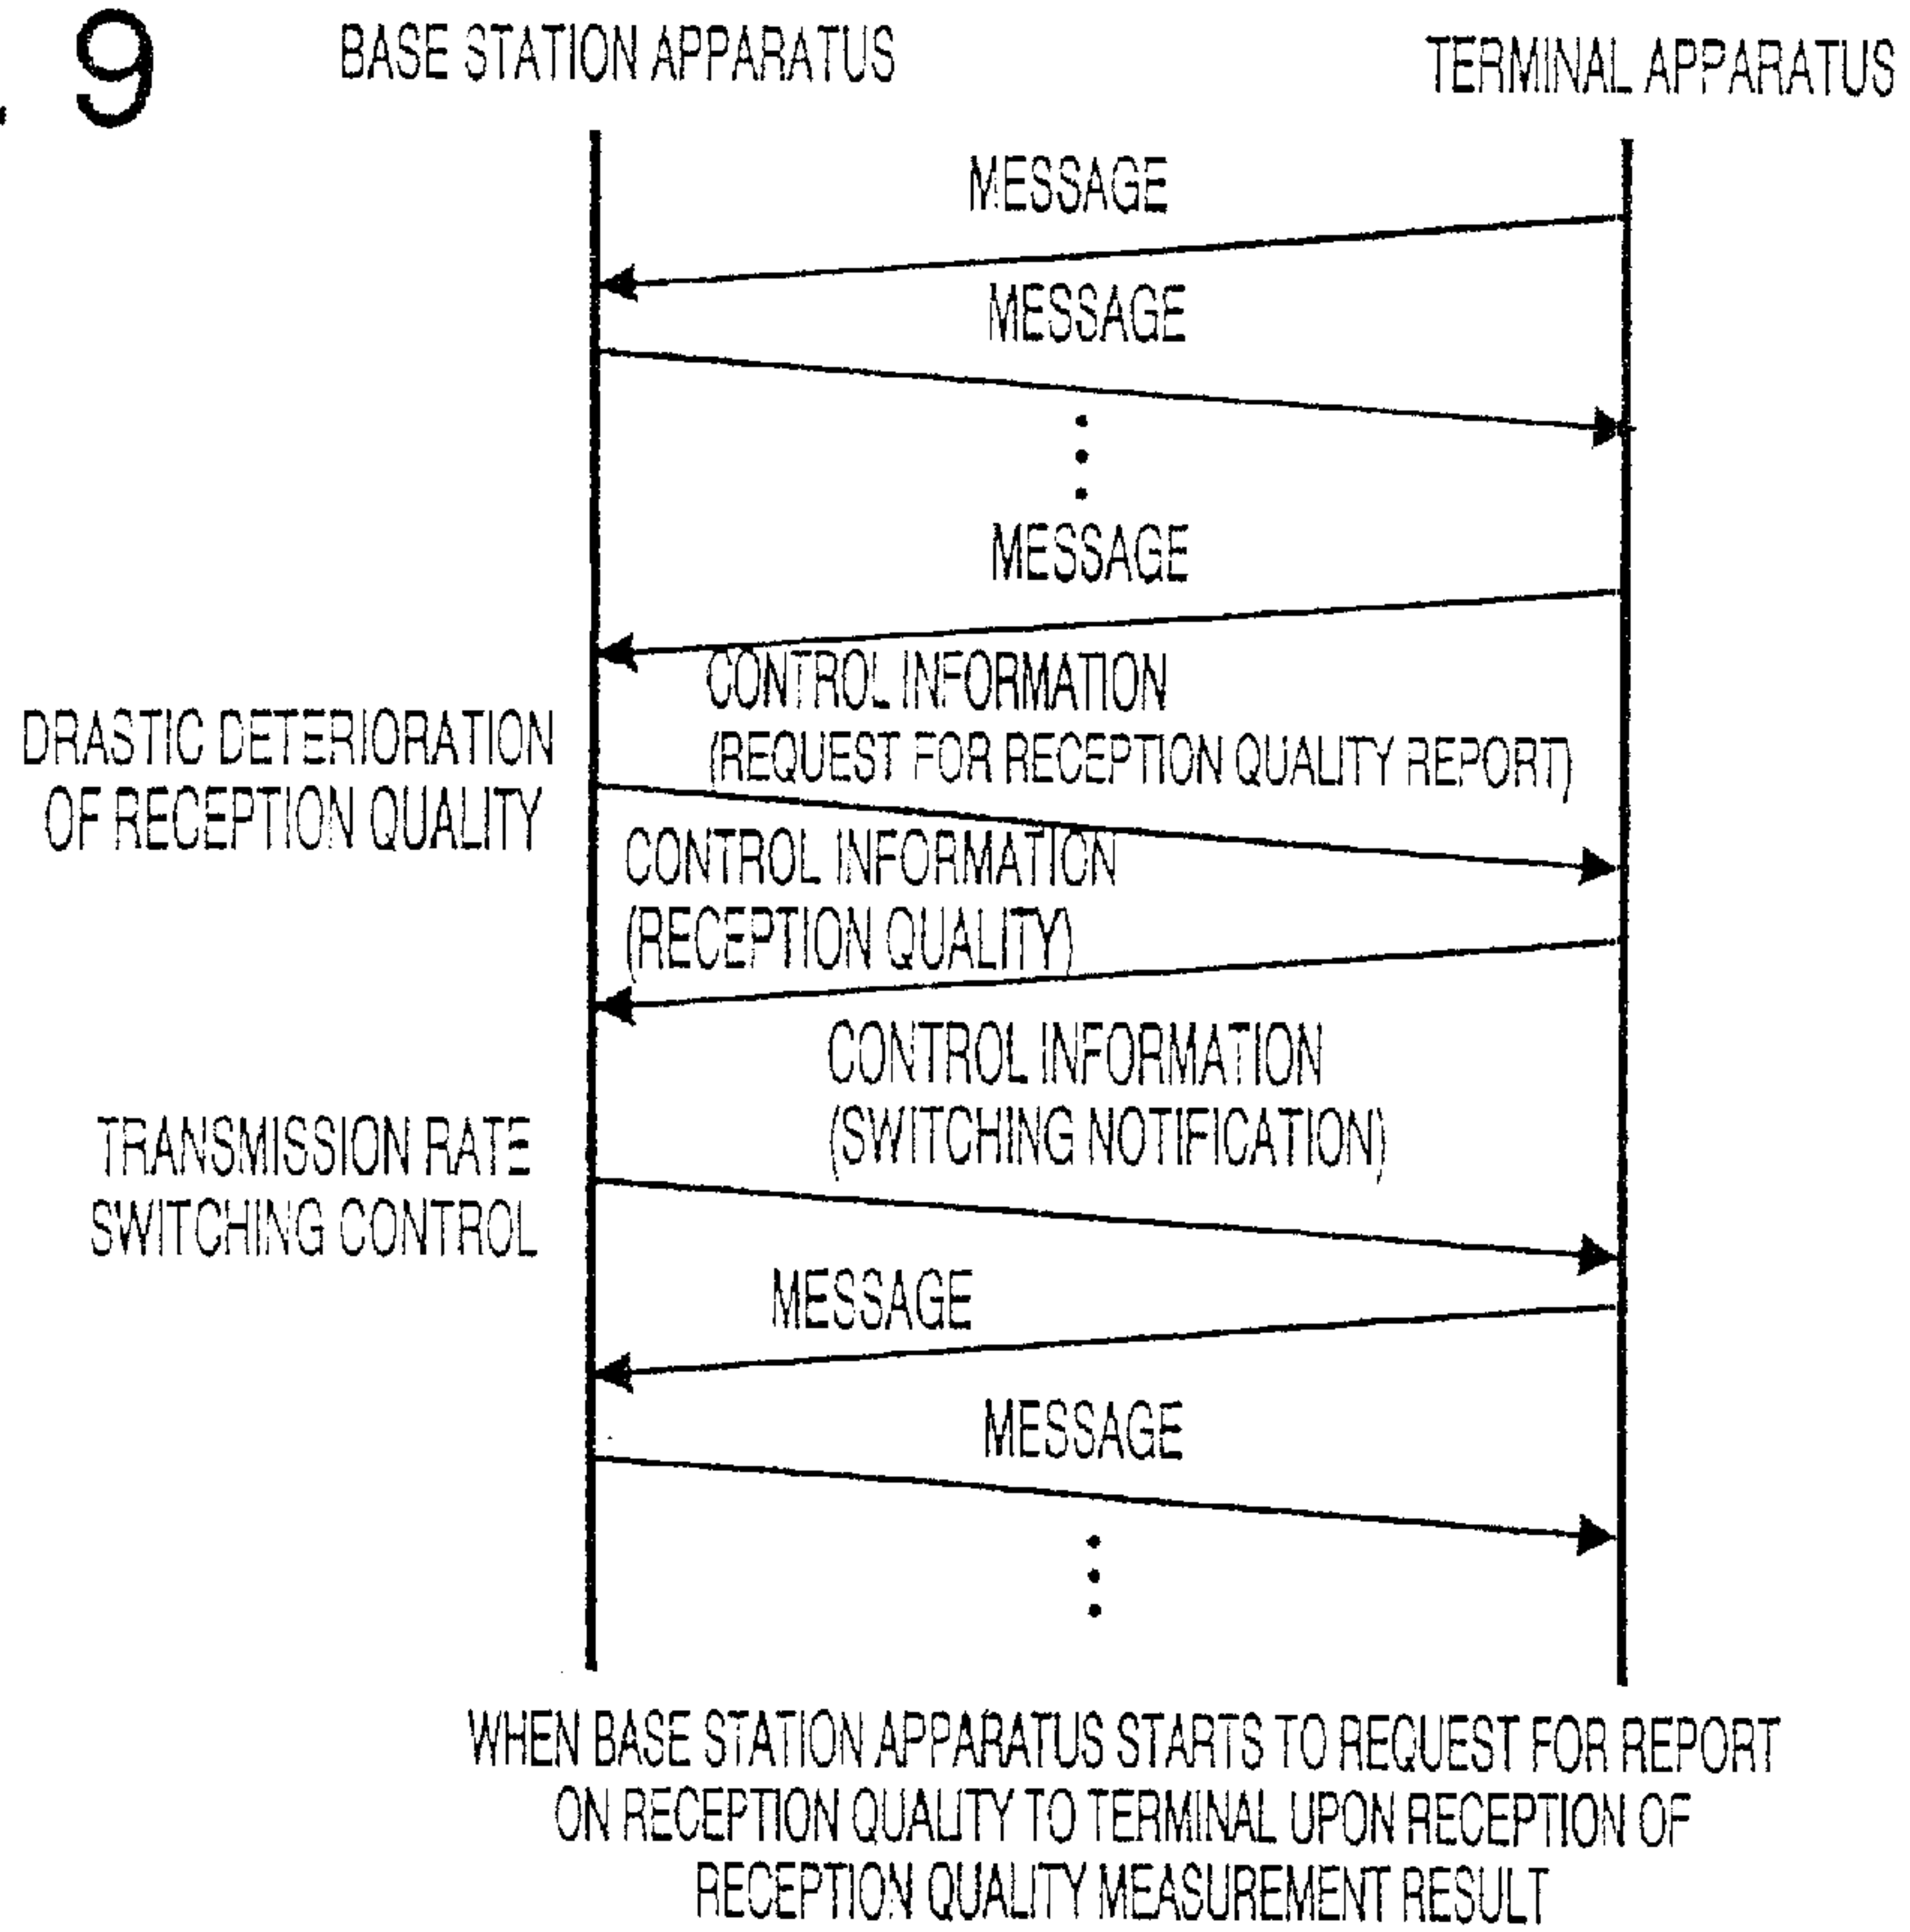 . 9
BASE STATION APPARATUS
TERMINAL APPARATUS
MESSAGE
MESSAGE
MESSAGE
CONTROL INFORMATION
(REQUEST FOR RECEPTION QUALITY REPORT)
DRASTIC DETERIORATION
OF RECEPTION QUALITY
CONTROL INFORMATION
(RECEPTION QUALITY)
CONTROL INFORMATION
(SWITCHING NOTIFICATION)
TRANSMISSION RATE
SWITCHING CONTROL
MESSAGE
MESSAGE
WHEN BASE STATION APPARATUS STARTS TO REQUEST FOR REPORT
ON RECEPTION QUALITY TO TERMINAL UPON RECEPTION OF
RECEPTION QUALITY MEASUREMENT RESULT